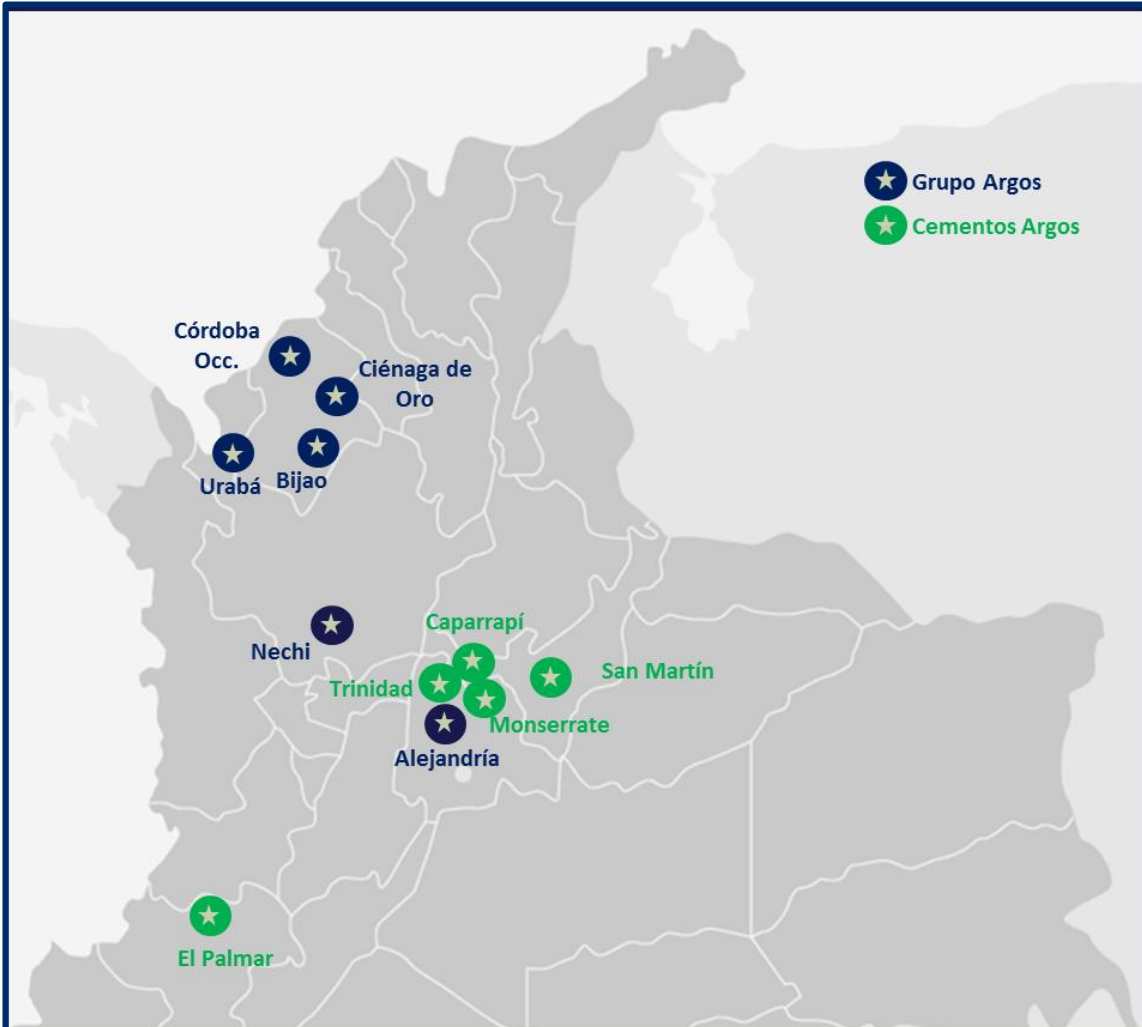 Grupo Argos
Cementos Argos
Córdoba
Occ.
Ciénaga de
Oro
Urabá
Bijao
Nechi
Caparrapí
Trinidad
San Martín
Monserrate
Alejandría
El Palmar